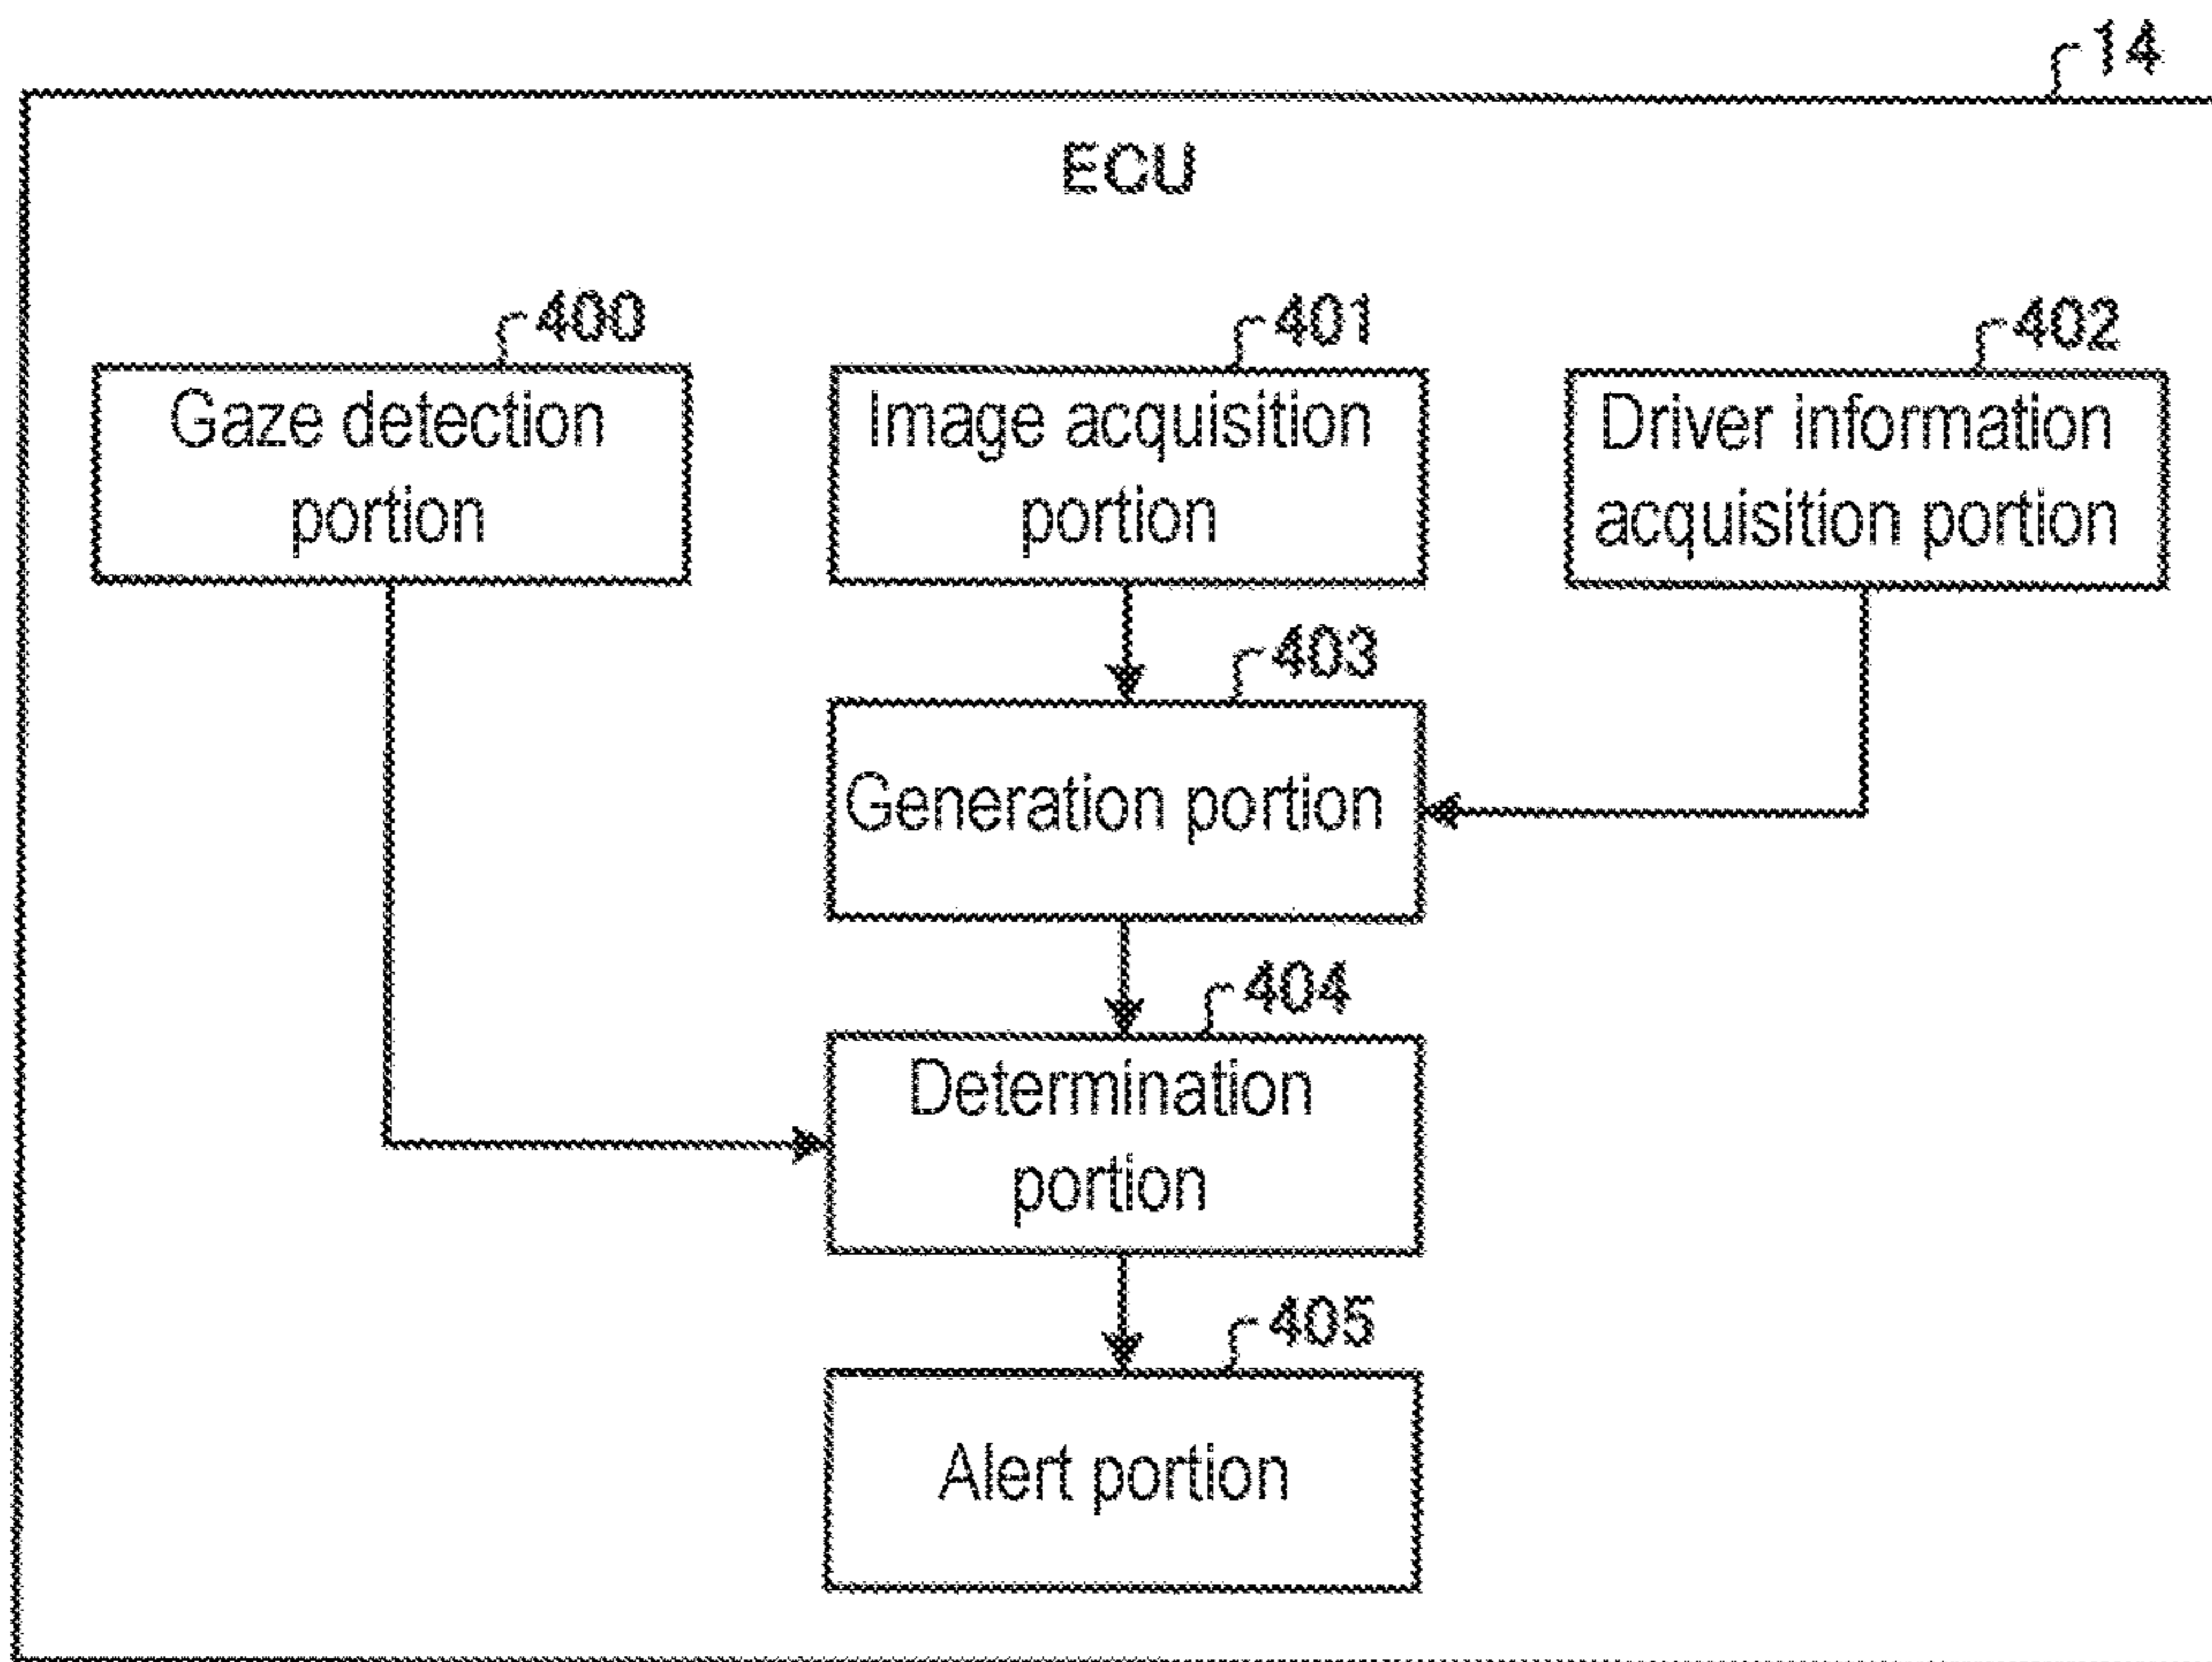 14
ECU
400
401
402
Gaze detection
portion
Image acquisition
portion
Driver information
acquisition portion
403
Generation portion
404
Determination
portion
405
Alert portion